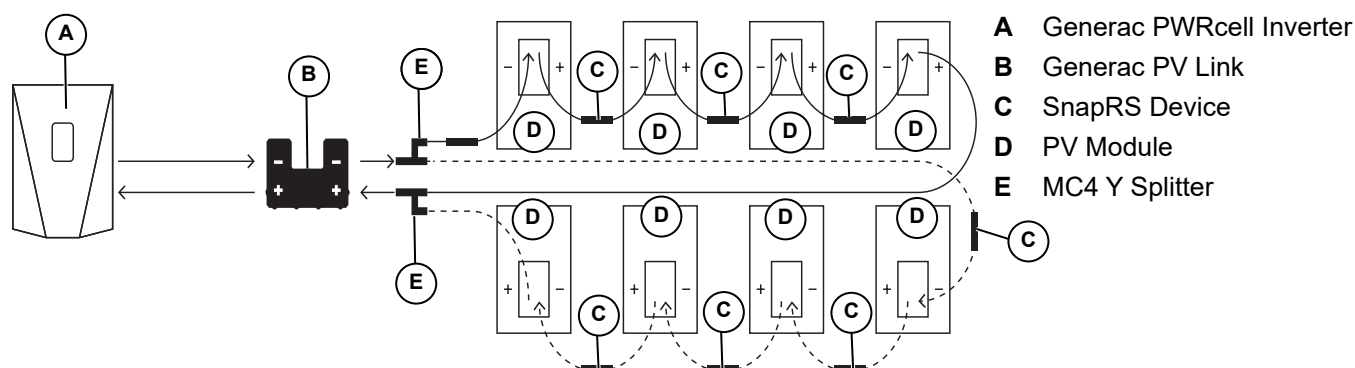 A
B
E
C
C
C
D
D
D
D
- +
- +
- +
- +
- -
+ +
E
D
D
D
D
C
+ -
+ -
+ -
+ -
C
C
C
A Generac PWRcell Inverter
B Generac PV Link
C SnapRS Device
D PV Module
E MC4 Y Splitter